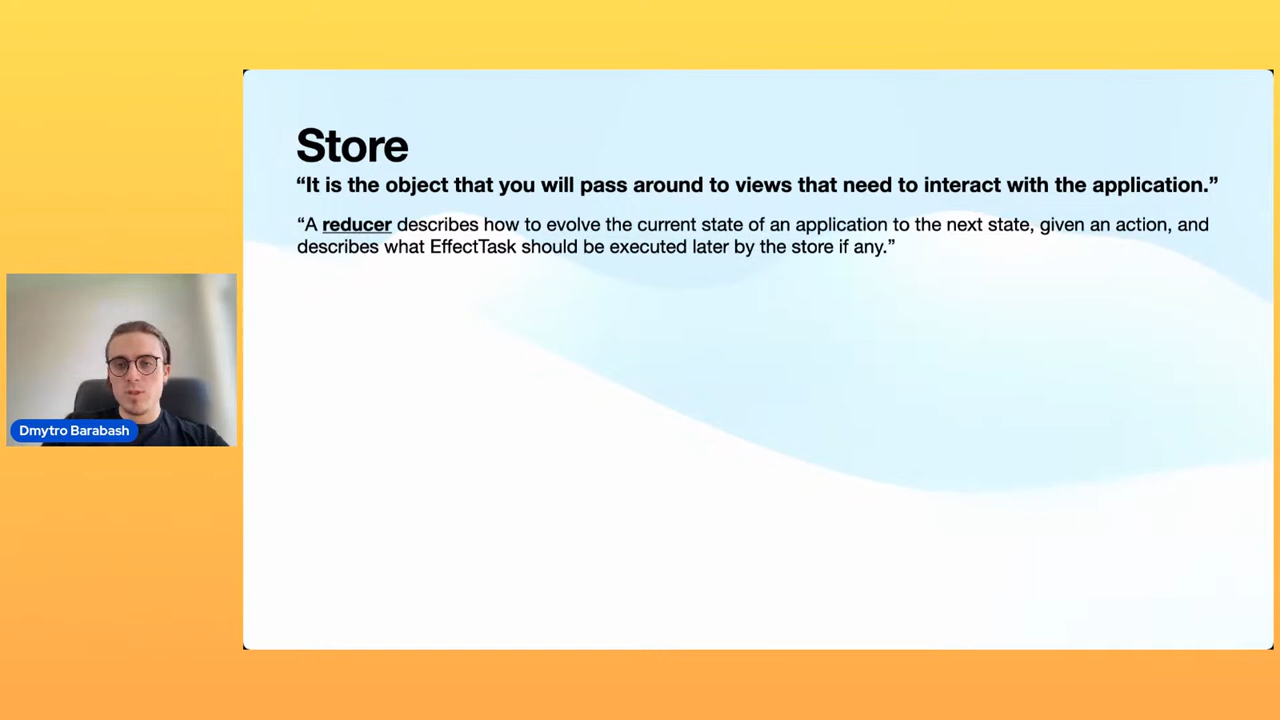 Store
“It is the object that you will pass around to views that need to interact with the application.”
“A reducer describes how to evolve the current state of an application to the next state, given an action, and
describes what EffectTask should be executed later by the store if any.”
Dmytro Barabash